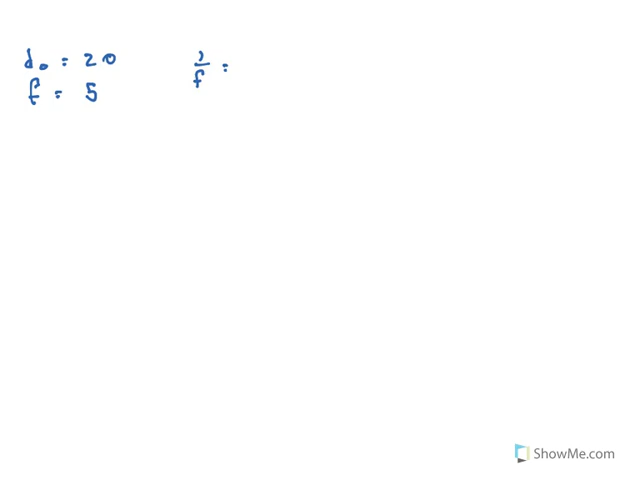 d₀ = 20
f = 5
1/f =
ShowMe.com